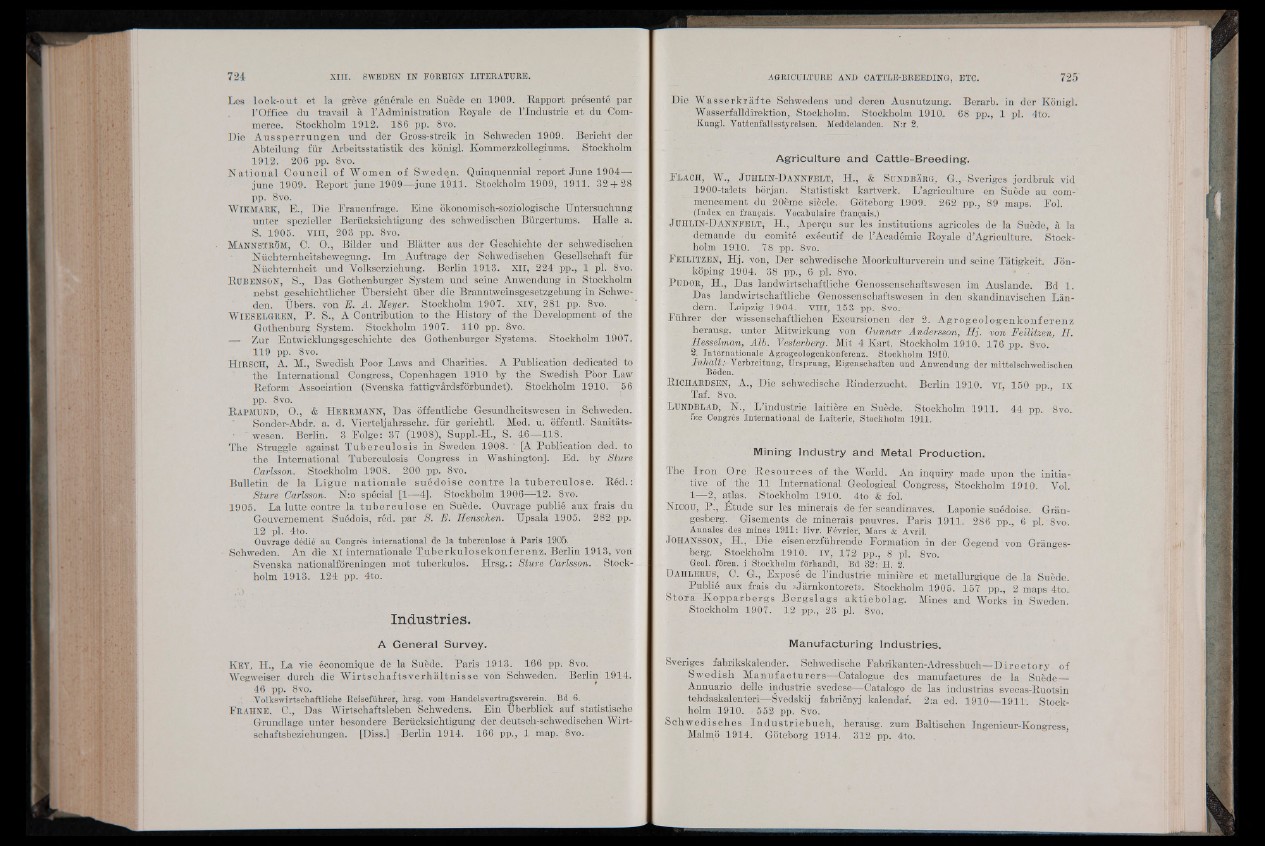 724 XIII. SWEDEN IN FOREIGN LITERATURE.
Les lock-out et la grève générale en Suède en 1909. Rapport présenté par
l'Office du travail à l'Administration Royale de l'Industrie et du Com-
merce. Stockholm 1912. 186 pp. 8vo.
Die Aussperrungen und der Gross-streik in Schweden 1909. Bericht der
Abteilung für Arbeitsstatistik des königl. Kommerzkollegiums. Stockholm
1912. 206 pp. 8vo.
National Council of Women of Sweden. Quinquennial report June 1904—
june 1909. Report june 1909—june 1911. Stockholm 1909, 1911. 32+28
pp. 8vo.
WIKMARK, E., Die Frauenfrage. Eine ökonomisch-soziologische Untersuchung
unter spezieller Berücksichtigung des schwedischen Bürgertums. Halle a.
S. 1905. VIII, 203 pp. 8vo.
MANNSTRÖM, C. O., Bilder und Blätter aus der Geschichte der schwedischen
Nüchternheitsbewegung. Im Auftrage der Schwedischen Gesellschaft für
Nüchternheit und Volkserziehung. Berlin 1913. XII, 224 pp., 1 pl. 8vo.
RUBENSON, S., Das Gothenburger System und seine Anwendung in Stockholm
nebst geschichtlicher Übersicht über die Branntweingesetzgebung in Schwe-
den. Übers. von E. A. Meyer. Stockholm 1907. XIV, 281 pp. 8vo.
WIESELGREN, P. S., A Contribution to the History of the Development of the
Gothenburg System. Stockholm 1907. 110 pp. 8vo.
— Zur Entwicklungsgeschichte des Gothenburger Systems. Stockholm 1907.
119 pp. 8vo.
HIRSCH, A. M., Swedish Poor Laws and Charities. A Publication dedicated to
the International Congress, Copenhagen 1910 by the Swedish Poor Law
Reform Association (Svenska fattigvårdsförbundet). Stockholm 1910. 56
pp. 8vo.
RAPMUND, O., & HERRMANN, Das öffentliche Gesundheitswesen in Schweden.
Sonder-Abdr. a. d. Vierteljahrsschr. für gerichtl. Med. u. öffentl. Sanitäts-
wesen. Berlin. 3 Folge: 37 (1908), Suppl.-H., S. 46—118.
The Struggle against Tuberculosis in Sweden 1908. [A Publication ded. to
the International Tuberculosis Congress in Washington]. Ed. by Sture
Carlsson. Stockholm 1908. 200 pp. 8vo.
Bulletin de la Ligue nationale suédoise contre la tuberculose. Réd.:
Sture Carlsson. N:o spécial [1—4]. Stockholm 1906—12. 8vo.
1905. La lutte contre la tuberculose en Suède. Ouvrage publié aux frais du
Gouvernement Suédois, réd. par S. E. Henschen. Upsala 1905. 282 pp.
12 pl. 4to.
Ouvrage dédié au Congrès international de la tuberculose à Paris 1905.
Schweden. An die XI internationale Tuberkulosekonferenz, Berlin 1913, von
Svenska nationalföreningen mot tuberkulos. Hrsg.: Sture Carlsson. Stock-
holm 1913. 124 pp. 4to.
Industries.
A General Survey.
KEY, H., La vie économique de la Suède. Paris 1913. 166 pp. 8vo.
Wegweiser durch die Wirtschaftsverhältnisse von Schweden. Berlin 1914.
46 pp. 8vo.
Volkswirtschaftliche Reiseführer, hrsg. vom Handelsvertragsverein. Bd 6.
FRAHNE, C., Das Wirtschaftsleben Schwedens. Ein Überblick auf statistische
Grundlage unter besondere Berücksichtigung der deutsch-schwedischen Wirt-
schaftsbeziehungen. [Diss.] Berlin 1914. 166 pp., 1 map. 8vo.
AGRICULTURE AND CATTLE-BREEDING, ETC. 725
Die Wasserkräfte Schwedens und deren Ausnutzung. Berarb. in der Königl.
Wasserfalldirektion, Stockholm. Stockholm 1910. 68 pp., 1 pl. 4to.
Kungl. Vattenfallsstyrelsen. Meddelanden. N:r 2.
Agriculture and Cattle-Breeding.
FLACH, W., JUHLIN-DANNFELT, H., & SUNDBÄRG, G., Sveriges jordbruk vid
1900-talets början. Statistiskt kartverk. L'agriculture en Suède au com-
mencement du 20ème siècle. Göteborg 1909. 262 pp., 89 maps. Fol.
(Index en français. Vocabulaire français.)
JUHLIN-DANNFELT, H., Aperçu sur les institutions agricoles de la Suède, à la
demande du comité exécutif de l'Académie Royale d'Agriculture. Stock-
holm 1910. 78 pp. 8vo.
FEILITZEN, Hj. von, Der schwedische Moorkulturverein und seine Tätigkeit. Jön-
köping 1904. 38 pp., 6 pl. 8vo.
PUDOR, H., Das landwirtschaftliche Genossenschaftswesen im Auslande. Bd 1.
Das landwirtschaftliche Genossenschaftswesen in den skandinavischen Län-
dern. Leipzig 1904. VIII, 153 pp. 8vo.
Führer der wissenschaftlichen Excursionen der 2. Agrogeologenkonferenz
herausg. unter Mitwirkung von Gunnar Andersson, Hj. von Feilitzen, H.
Hesselman, Alb. Vesterberg. Mit 4 Kart. Stockholm 1910. 176 pp. 8vo.
2. Internationale Agrogeologenkonferenz. Stockholm 1910.
Inhalt: Verbreitung, Ursprung, Eigenschaften und Anwendung der mittelschwedischen
Böden.
RICHARDSEN, A., Die schwedische Rinderzucht. Berlin 1910. VI, 150 pp., IX
Taf. 8vo.
LUNDBLAD, N., L'industrie laitière en Suède. Stockholm 1911. 44 pp. 8vo.
5:e Congrès International de Laiterie, Stockholm 1911.
Mining Industry and Metal Production.
The Iron Ore Resources of the World. An inquiry made upon the initia-
tive of the 11 International Geological Congress, Stockholm 1910. Vol.
1—2, atlas. Stockholm 1910. 4to & fol.
NICOU, P., Étude sur les minerais de fer scandinaves. Laponie suédoise. Grän-
gesberg. Gisements de minerais pauvres. Paris 1911. 286 pp., 6 pl. 8vo.
Annales des mines 1911: livr. Février, Mars & Avril.
JOHANSSON, H., Die eisenerzführende Formation in der Gegend von Gränges-
berg. Stockholm 1910. IV, 172 pp., 8 pl. 8vo.
Geol. fören. i Stockholm förhandl, Bd 32: H. 2.
DAHLERUS, C. G., Exposé de l'industrie minière et metallurgique de la Suède.
Publié aux frais du »Järnkontoret». Stockholm 1905. 157 pp., 2 maps 4to.
Stora Kopparbergs Bergslags aktiebolag. Mines and Works in Sweden.
Stockholm 1907. 12 pp., 23 pl. 8vo.
Manufacturing Industries.
Sveriges fabrikskalender. Schwedische Fabrikanten-Adressbuch—Directory of
Swedish Manufacturers—Catalogue des manufactures de la Suède—
Annuario delle industrie svedese—Catalogo de las industrias svecas-Ruotsin
tehdaskalenteri—Svedskij fabričnyj kalendaŕ. 2:a ed. 1910—1911. Stock-
holm 1910. 552 pp. 8vo.
Schwedisches Industriebuch, herausg. zum Baltischen Ingenieur-Kongress,
Malmö 1914. Göteborg 1914. 312 pp. 4to.